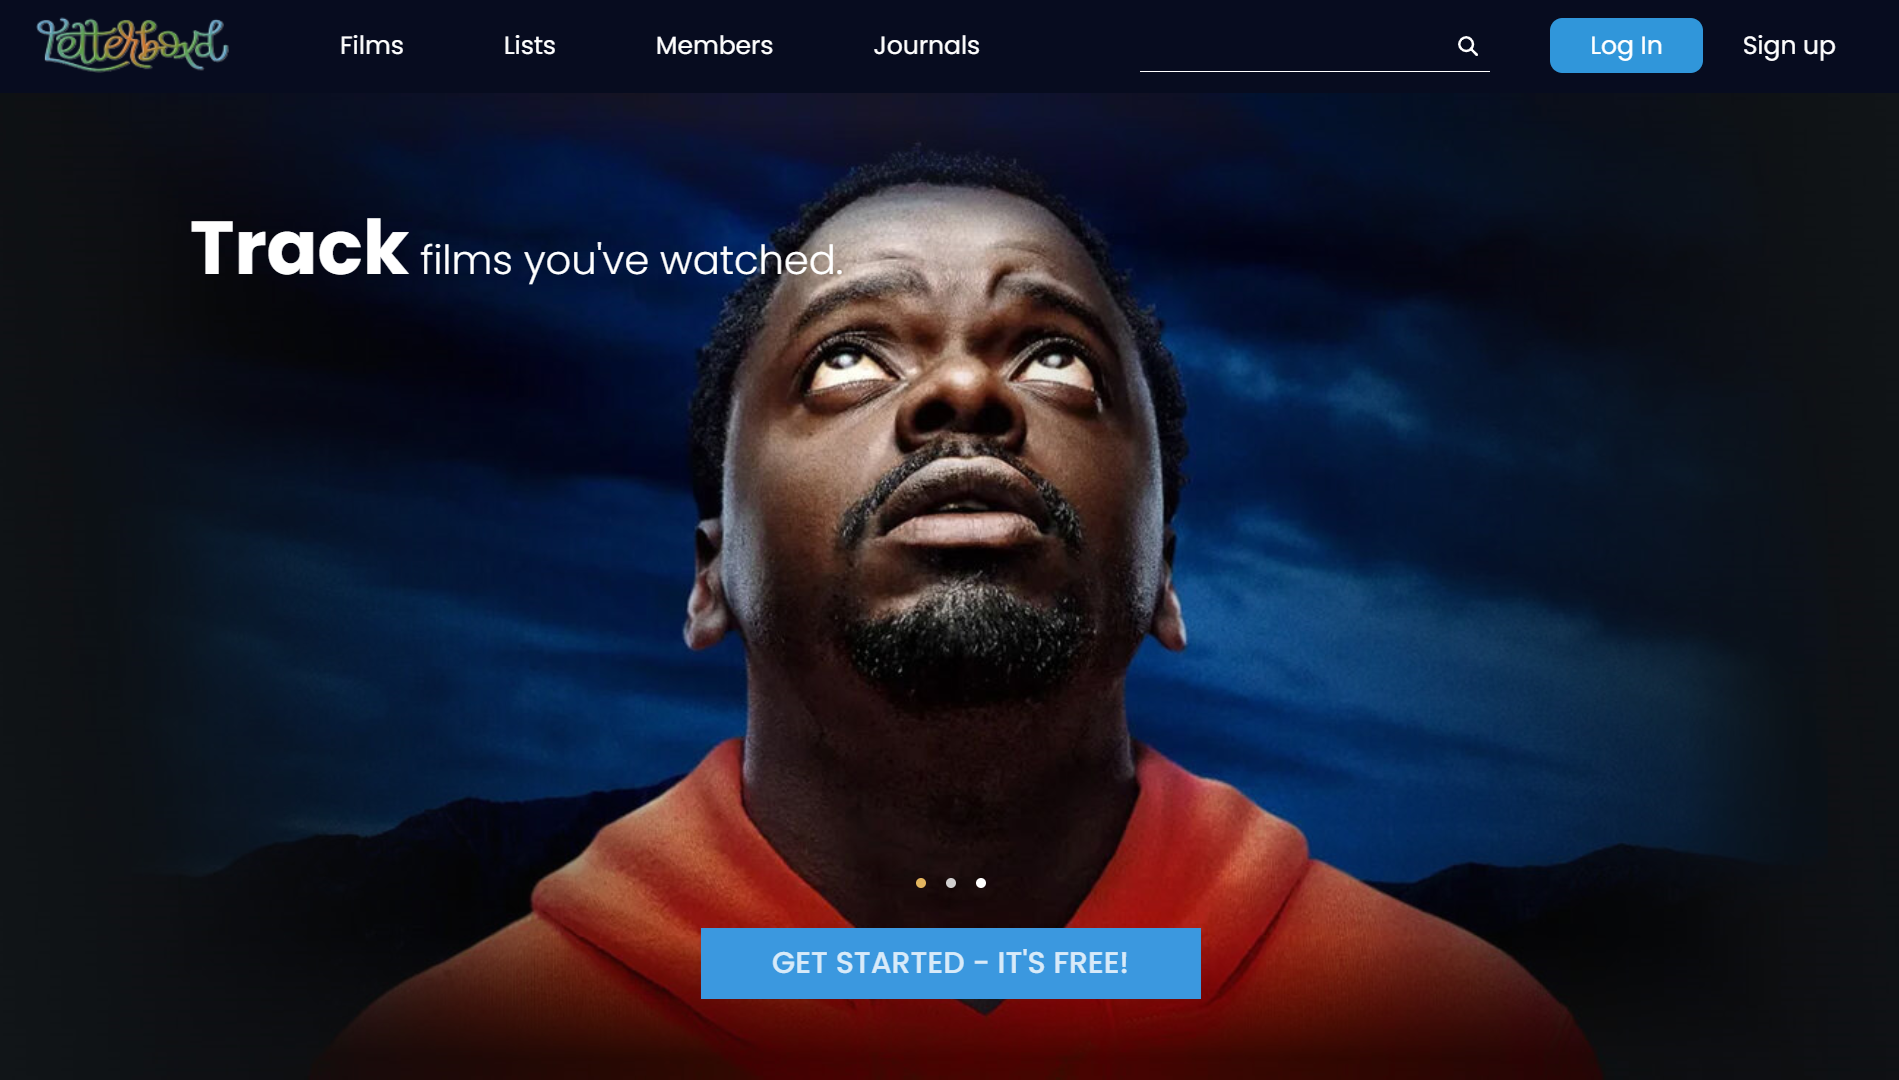 Letterboxd
Films
Lists
Members
Journals
Log In
Sign up
Track films you've watched.
GET STARTED - IT'S FREE!